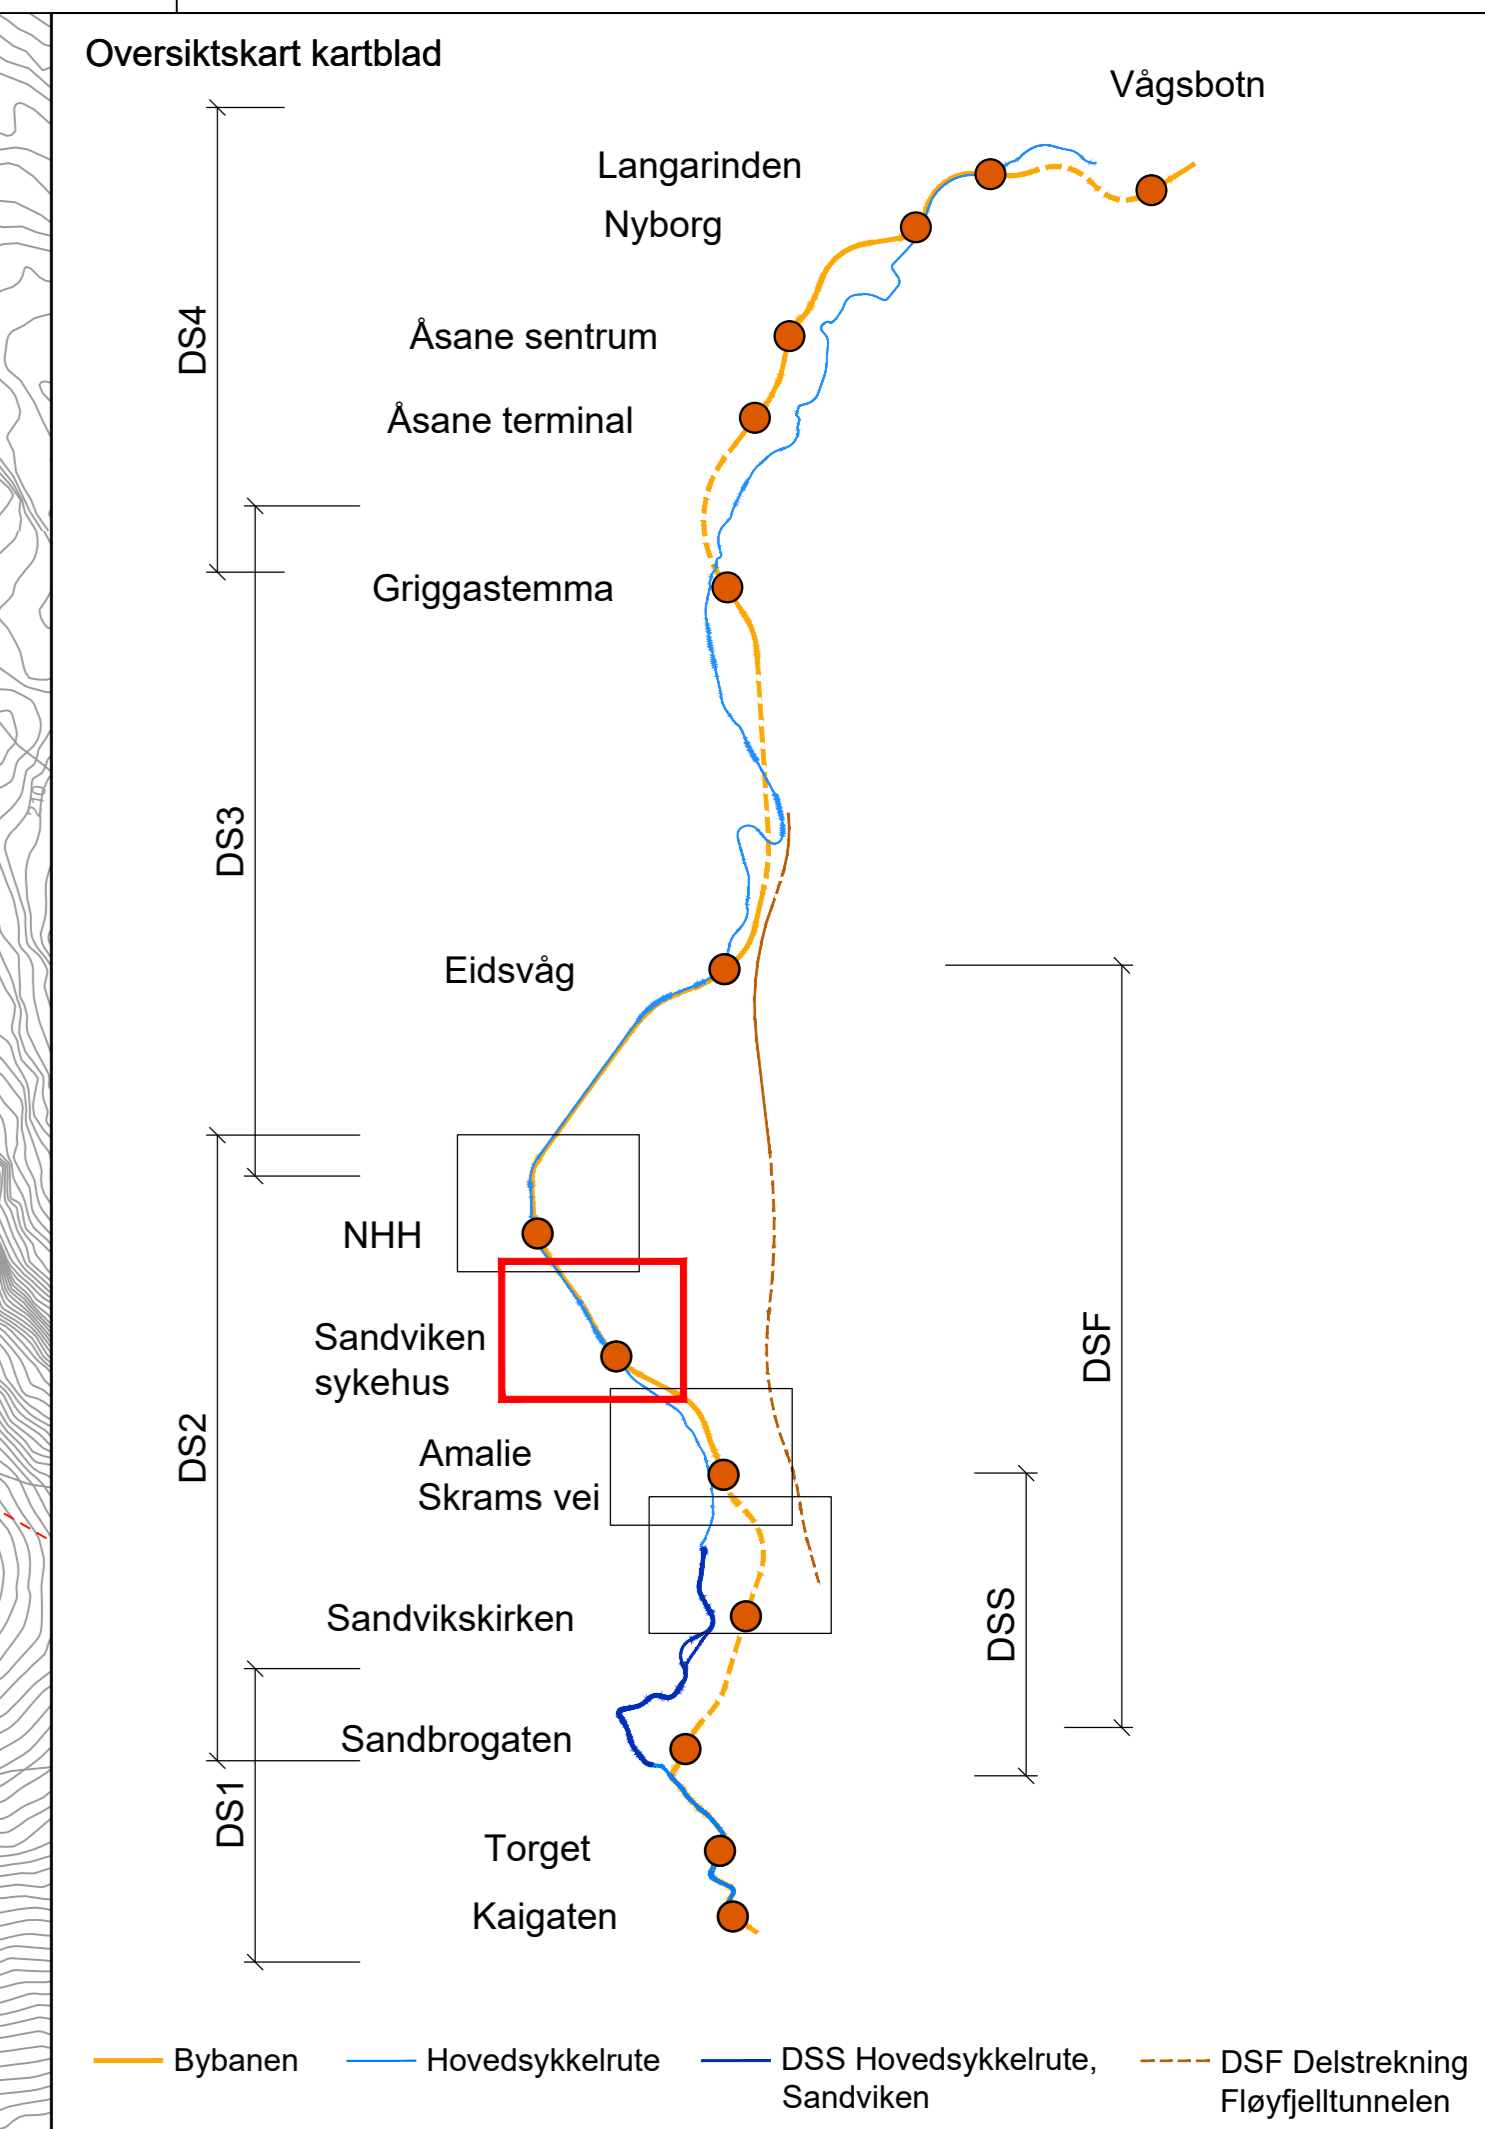 Oversiktskart kartblad
Vågsbotn
Langarinden
Nyborg
DS4
Åsane sentrum
Åsane terminal
Griggastemma
210
DS3
Eidsvåg
NHH
Sandviken
sykehus
DSF
DS2
Amalie
Skrams vei
Sandvikskirken
DSS
Sandbrogaten
DS1
Torget
Kaigaten
Bybanen
Hovedsykkelrute
DSS Hovedsykkelrute,
Sandviken
DSF Delstrekning
Fløyfjelltunnelen